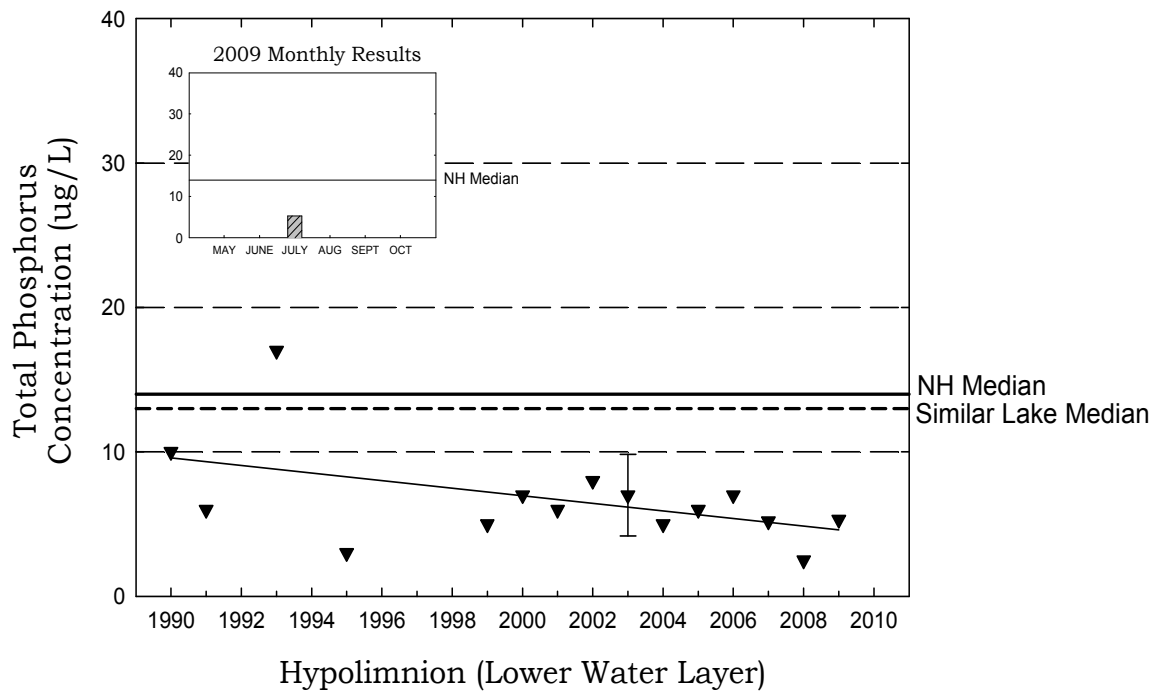 2009 Monthly Results
40
30
20
10
0
NH Median
MAY JUNE JULY AUG SEPT OCT
Total Phosphorus
Concentration (ug/L)
40
30
20
10
0
NH Median
Similar Lake Median
1990 1992 1994 1996 1998 2000 2002 2004 2006 2008 2010
Hypolimnion (Lower Water Layer)